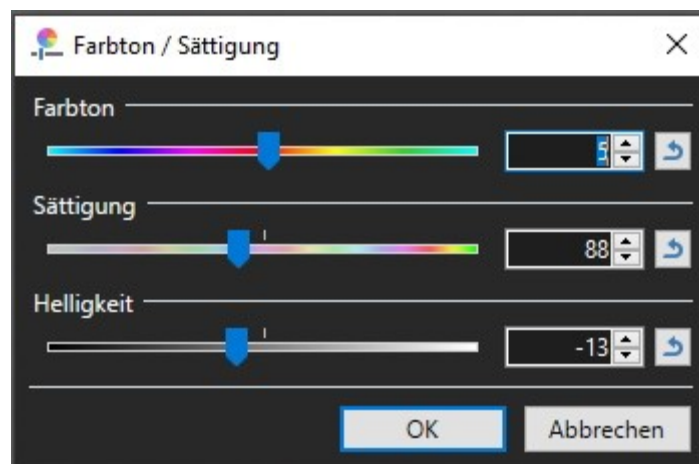 Farbton / Sättigung
Farbton
5
Sättigung
88
Helligkeit
-13
OK
Abbrechen